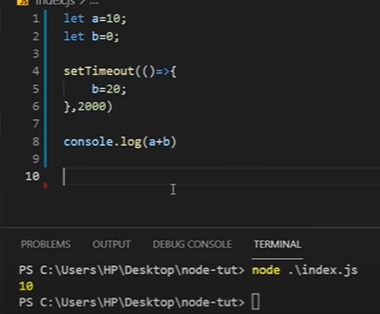 index.js > ...
1 let a=10;
2 let b=0;
3
4 setTimeout(()=>{
5 b=20;
6 },2000)
7
8 console.log(a+b)
9
10
PROBLEMS OUTPUT DEBUG CONSOLE TERMINAL
PS C:\Users\HP\Desktop\node-tut> node .\index.js
10
PS C:\Users\HP\Desktop\node-tut>